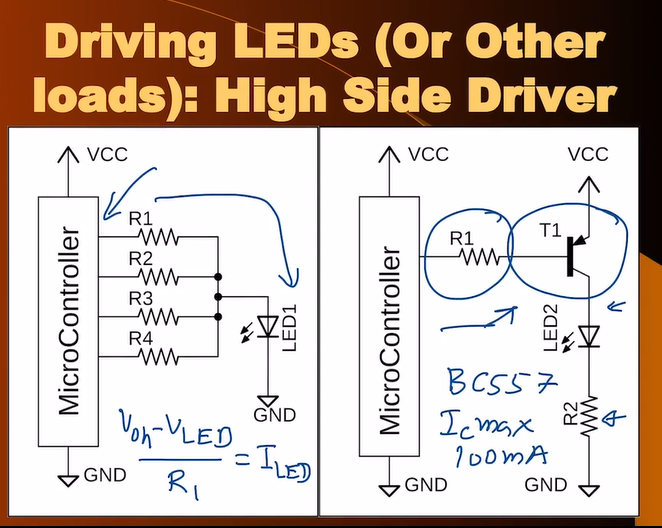 Driving LEDs (Or Other
loads): High Side Driver
VCC
MicroController
R1
R2
R3
R4
LED1
GND
GND
Voh-VLED
R1
= ILED
VCC
VCC
MicroController
R1
T1
LED2
R2
BC557
Icmax
100mA
GND
GND